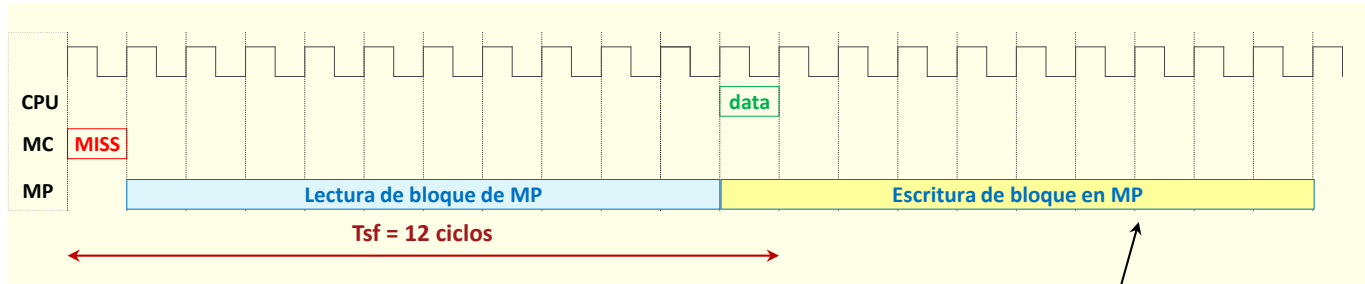 CPU
data
MC
MISS
MP
Lectura de bloque de MP
Escritura de bloque en MP
Tsf = 12 ciclos